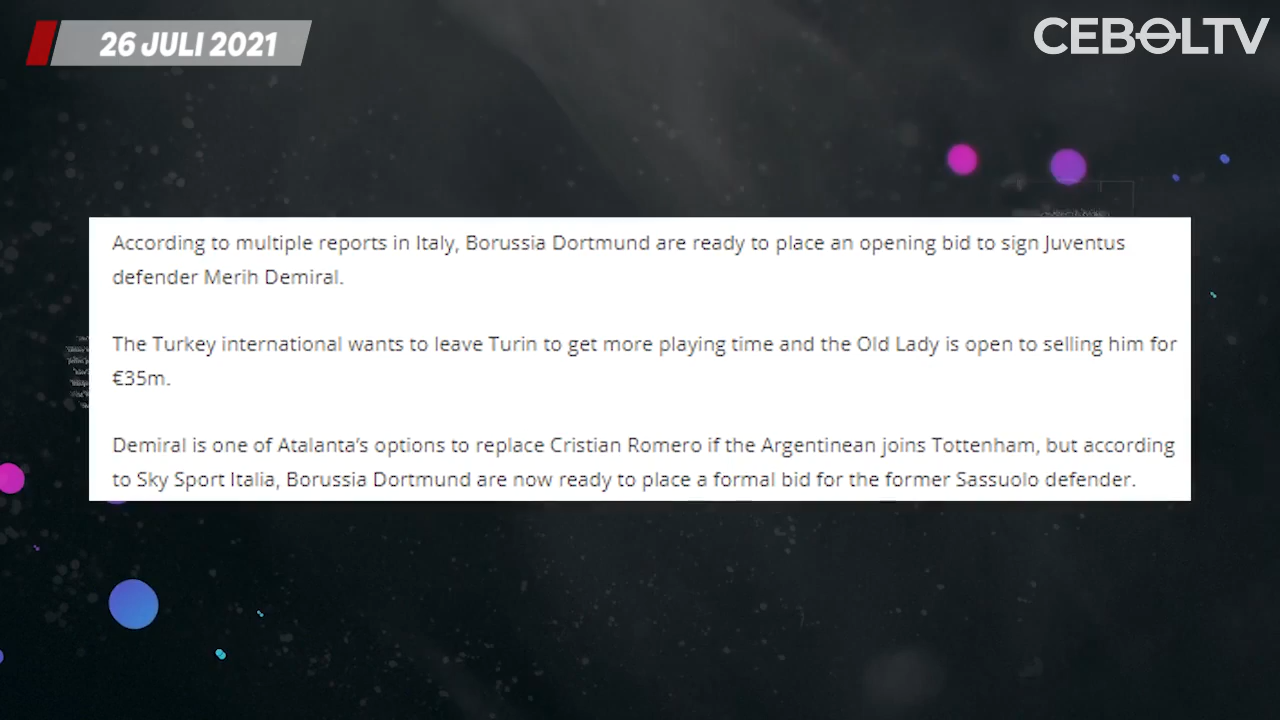 26 JULI 2021
CEBOLTV
According to multiple reports in Italy, Borussia Dortmund are ready to place an opening bid to sign Juventus
defender Merih Demiral.
The Turkey international wants to leave Turin to get more playing time and the Old Lady is open to selling him for
€35m.
Demiral is one of Atalanta’s options to replace Cristian Romero if the Argentinean joins Tottenham, but according
to Sky Sport Italia, Borussia Dortmund are now ready to place a formal bid for the former Sassuolo defender.